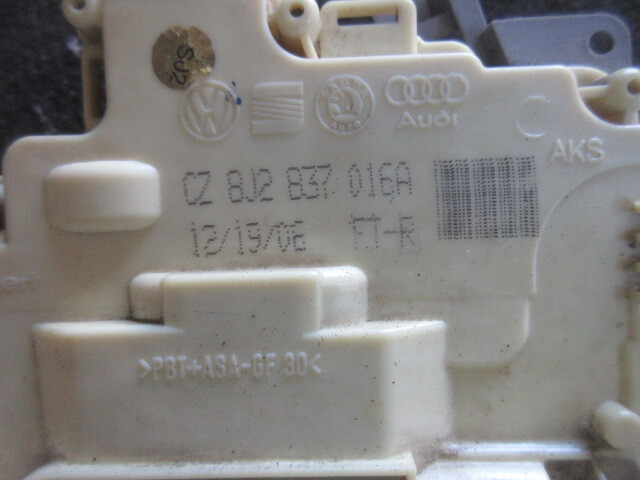 SJ2
AUDI
AKS
CZ 8J2 837 016A
12/19/06 FT-R
>PBT+ASA-GF 30<